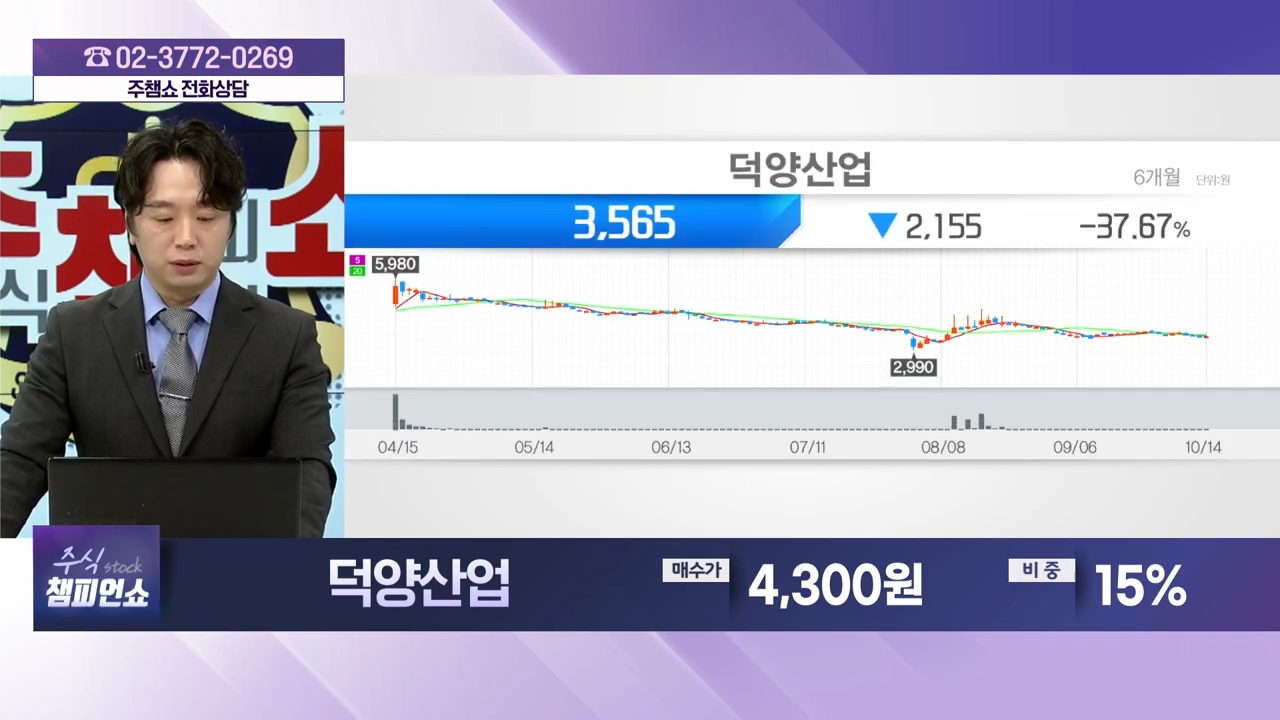 ☎02-3772-0269
주챔쇼 전화상담
덕양산업
6개월 단위:원
3,565 ▼ 2,155 -37.67%
5
20
5,980
2,990
04/15 05/14 06/13 07/11 08/08 09/06 10/14
주식 stock
챔피언쇼
덕양산업 매수가 4,300원 비중 15%